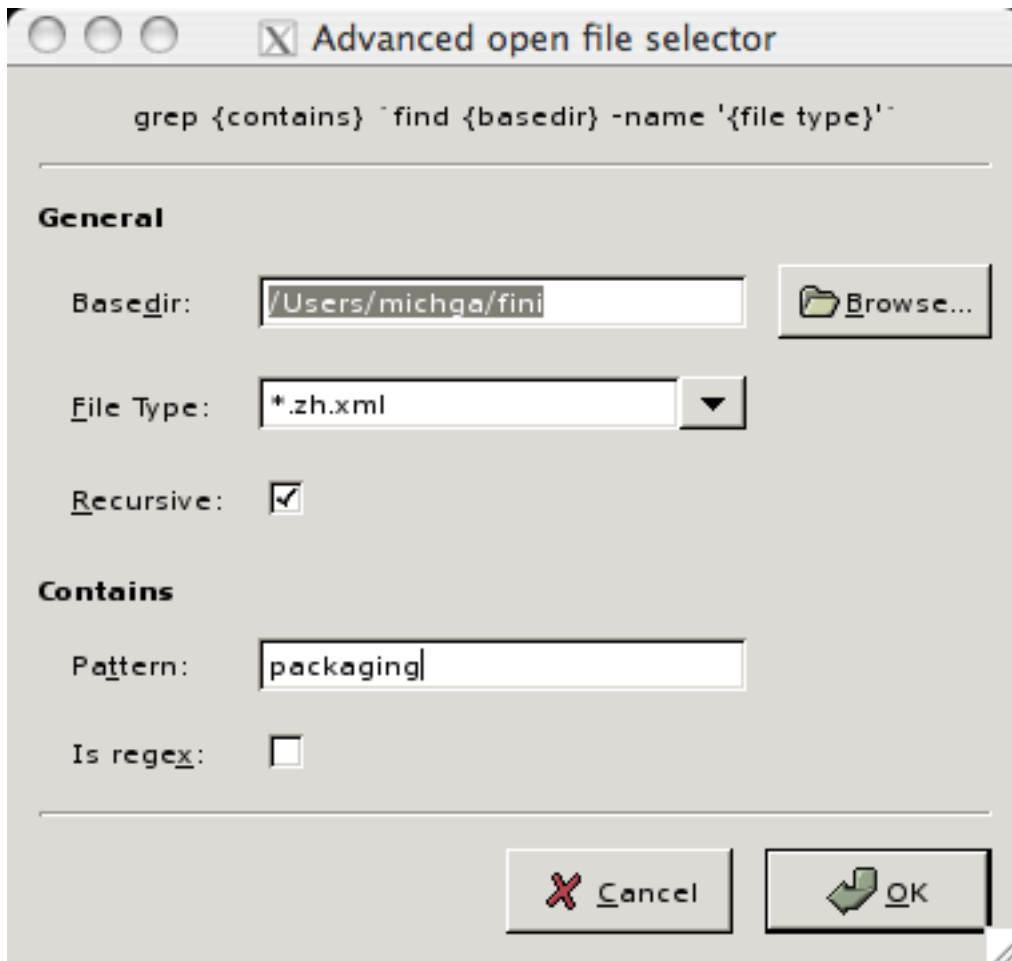 Advanced open file selector
grep {contains} `find {basedir} -name '{file type}'`
General
Basedir: /Users/michga/fini Browse...
File Type: *.zh.xml
Recursive:
Contains
Pattern: packaging
Is regex:
Cancel OK